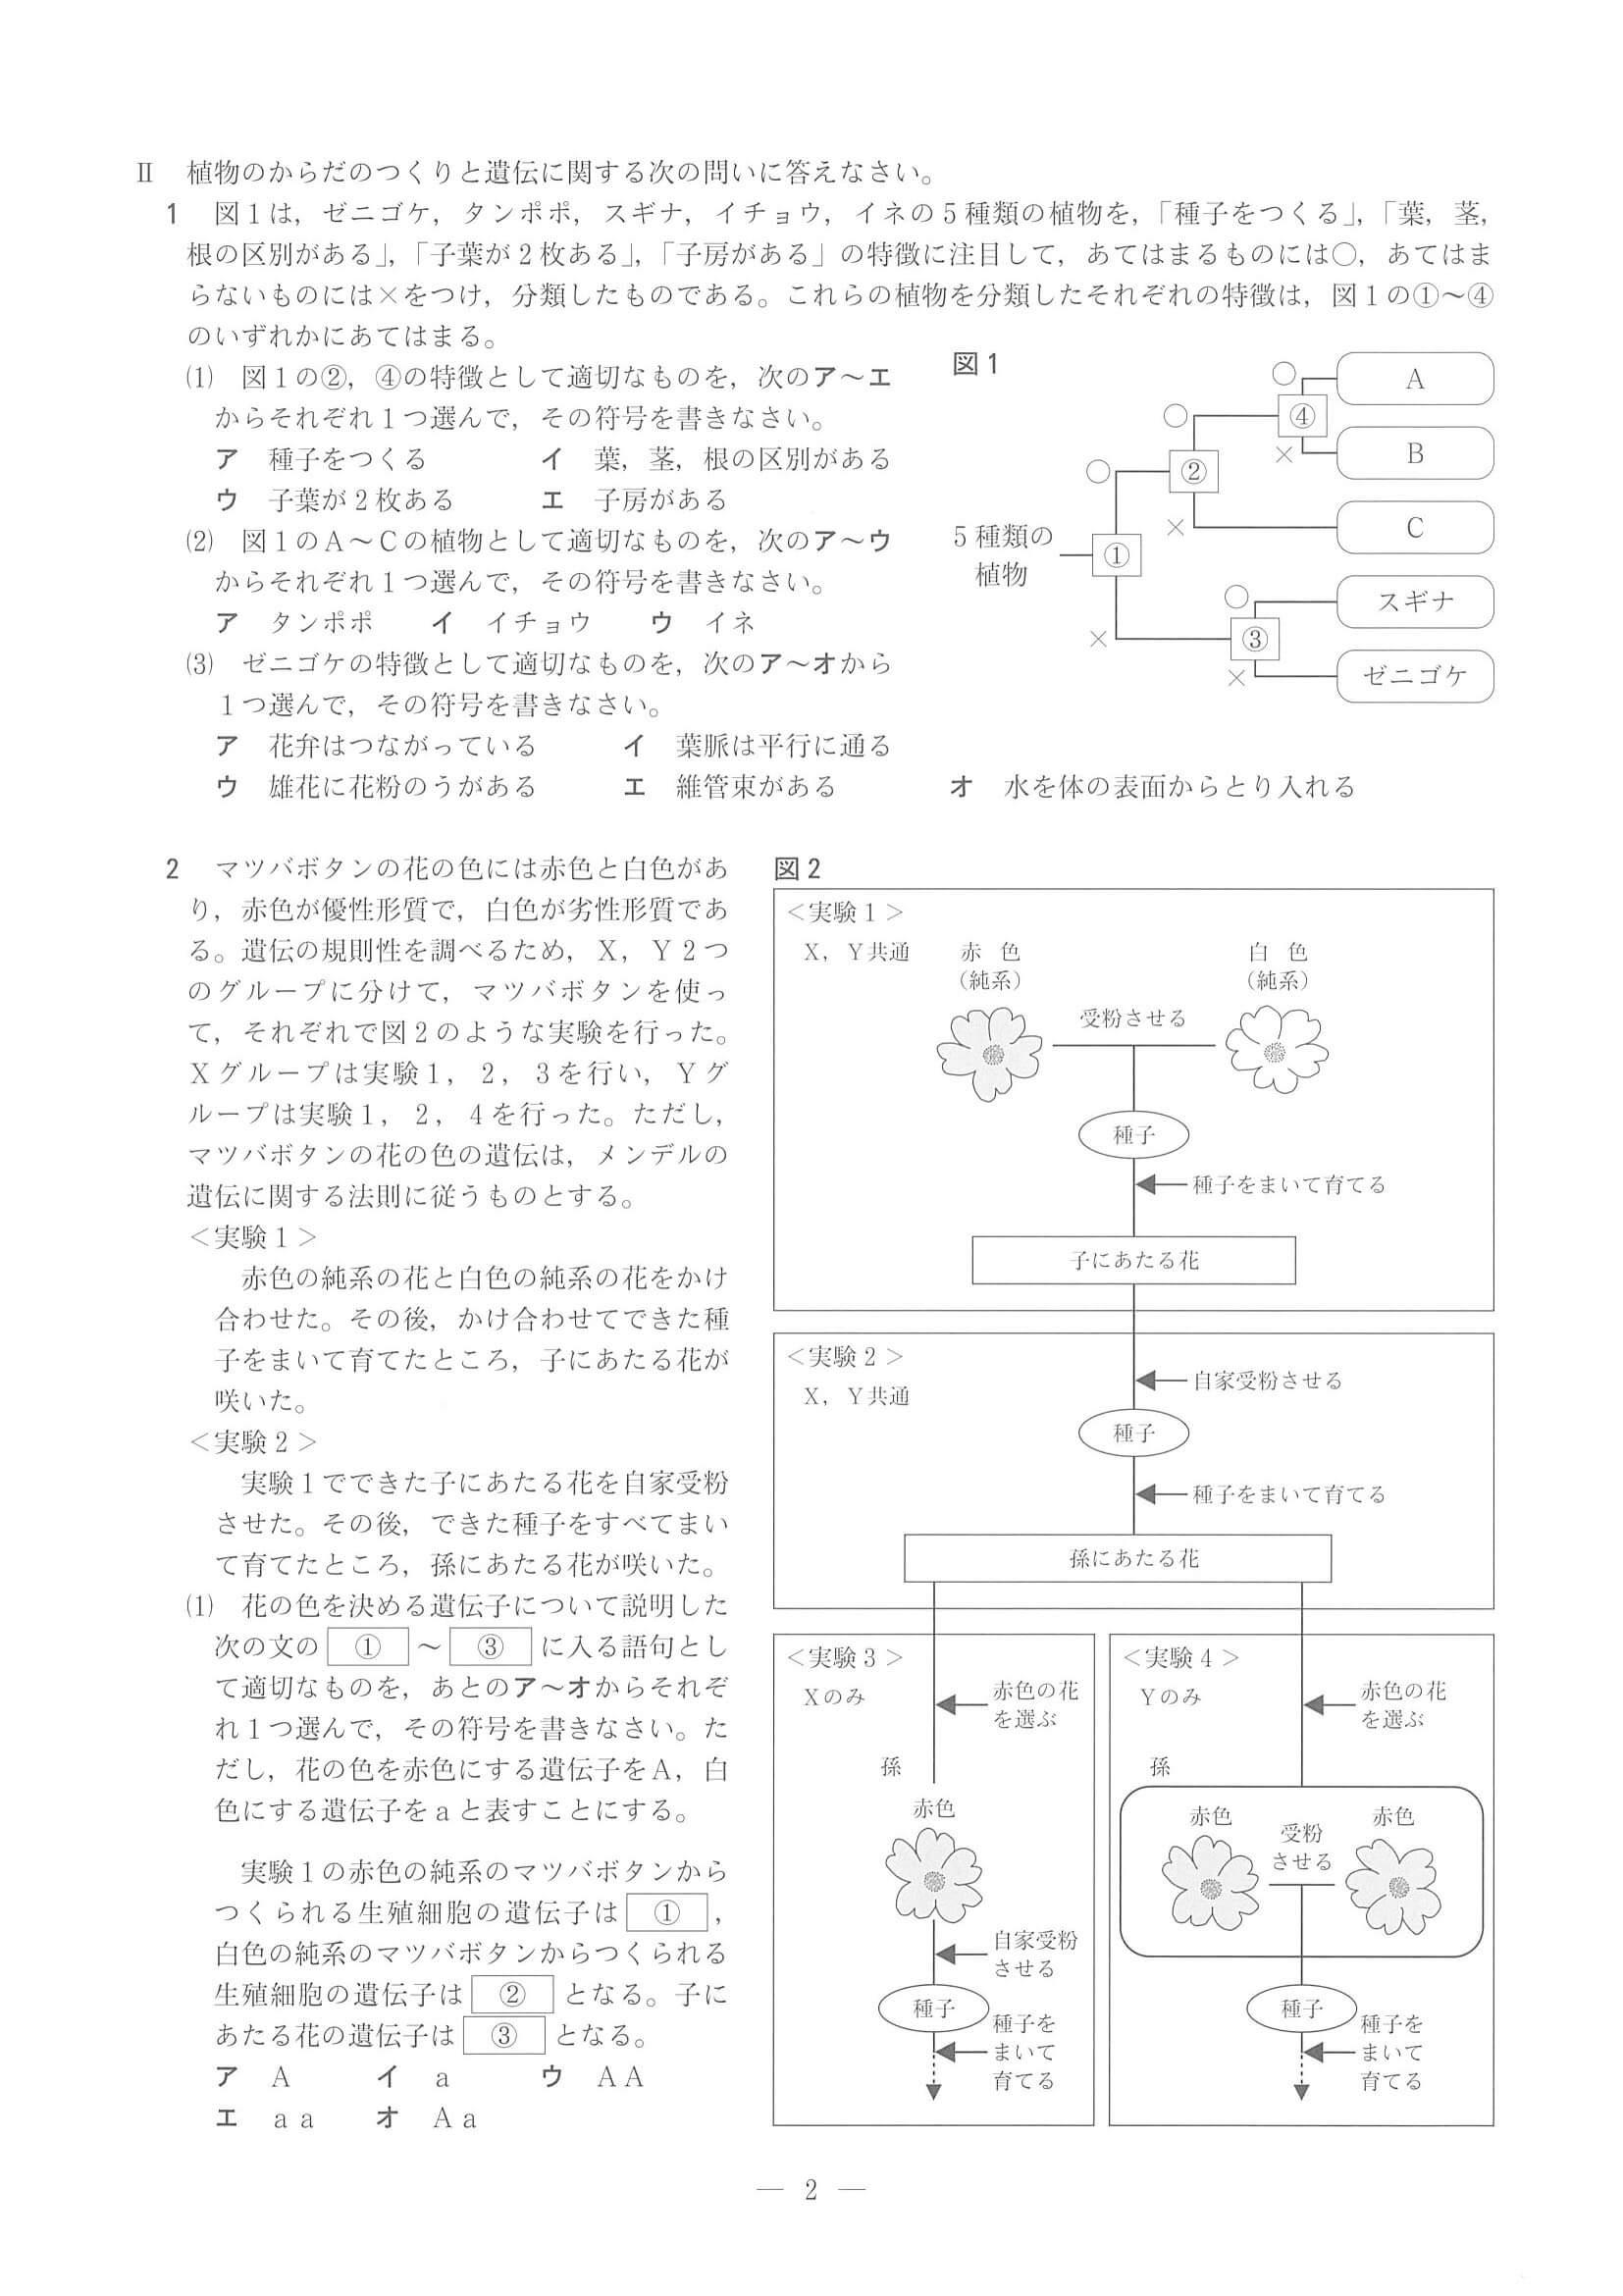 Ⅱ 植物のからだのつくりと遺伝に関する次の問いに答えなさい。
1 図1は，ゼニゴケ，タンポポ，スギナ，イチョウ，イネの5種類の植物を，「種子をつくる」，「葉，茎，
根の区別がある」，「子葉が2枚ある」，「子房がある」の特徴に注目して，あてはまるものには○，あてはま
らないものには×をつけ，分類したものである。これらの植物を分類したそれぞれの特徴は，図1の①～④
のいずれかにあてはまる。
(1) 図1の②，④の特徴として適切なものを，次のア～エ
からそれぞれ1つ選んで，その符号を書きなさい。
ア 種子をつくる イ 葉，茎，根の区別がある
ウ 子葉が2枚ある エ 子房がある
(2) 図1のA～Cの植物として適切なものを，次のア～ウ
からそれぞれ1つ選んで，その符号を書きなさい。
ア タンポポ イ イチョウ ウ イネ
(3) ゼニゴケの特徴として適切なものを，次のア～オから
1つ選んで，その符号を書きなさい。
ア 花弁はつながっている イ 葉脈は平行に通る
ウ 雄花に花粉のうがある エ 維管束がある オ 水を体の表面からとり入れる
図1
○
A
○
④
×
B
○
②
×
C
5種類の
植物
①
○
スギナ
×
③
×
ゼニゴケ
2 マツバボタンの花の色には赤色と白色があ
り，赤色が優性形質で，白色が劣性形質であ
る。遺伝の規則性を調べるため，X，Y2つ
のグループに分けて，マツバボタンを使っ
て，それぞれで図2のような実験を行った。
Xグループは実験1，2，3を行い，Yグ
ループは実験1，2，4を行った。ただし，
マツバボタンの花の色の遺伝は，メンデルの
遺伝に関する法則に従うものとする。
＜実験1＞
赤色の純系の花と白色の純系の花をかけ
合わせた。その後，かけ合わせてできた種
子をまいて育てたところ，子にあたる花が
咲いた。
＜実験2＞
実験1でできた子にあたる花を自家受粉
させた。その後，できた種子をすべてまい
て育てたところ，孫にあたる花が咲いた。
(1) 花の色を決める遺伝子について説明した
次の文の ① ～ ③ に入る語句とし
て適切なものを，あとのア～オからそれぞ
れ1つ選んで，その符号を書きなさい。た
だし，花の色を赤色にする遺伝子をA，白
色にする遺伝子をaと表すことにする。
実験1の赤色の純系のマツバボタンから
つくられる生殖細胞の遺伝子は ① ，
白色の純系のマツバボタンからつくられる
生殖細胞の遺伝子は ② となる。子に
あたる花の遺伝子は ③ となる。
ア A イ a ウ AA
エ aa オ Aa
図2
＜実験1＞
X，Y共通
赤 色
（純系）
白 色
（純系）
受粉させる
種子
種子をまいて育てる
子にあたる花
＜実験2＞
X，Y共通
自家受粉させる
種子
種子をまいて育てる
孫にあたる花
＜実験3＞
Xのみ
赤色の花
を選ぶ
孫
赤色
自家受粉
させる
種子
種子を
まいて
育てる
＜実験4＞
Yのみ
赤色の花
を選ぶ
孫
赤色
受粉
させる
赤色
種子
種子を
まいて
育てる
— 2 —